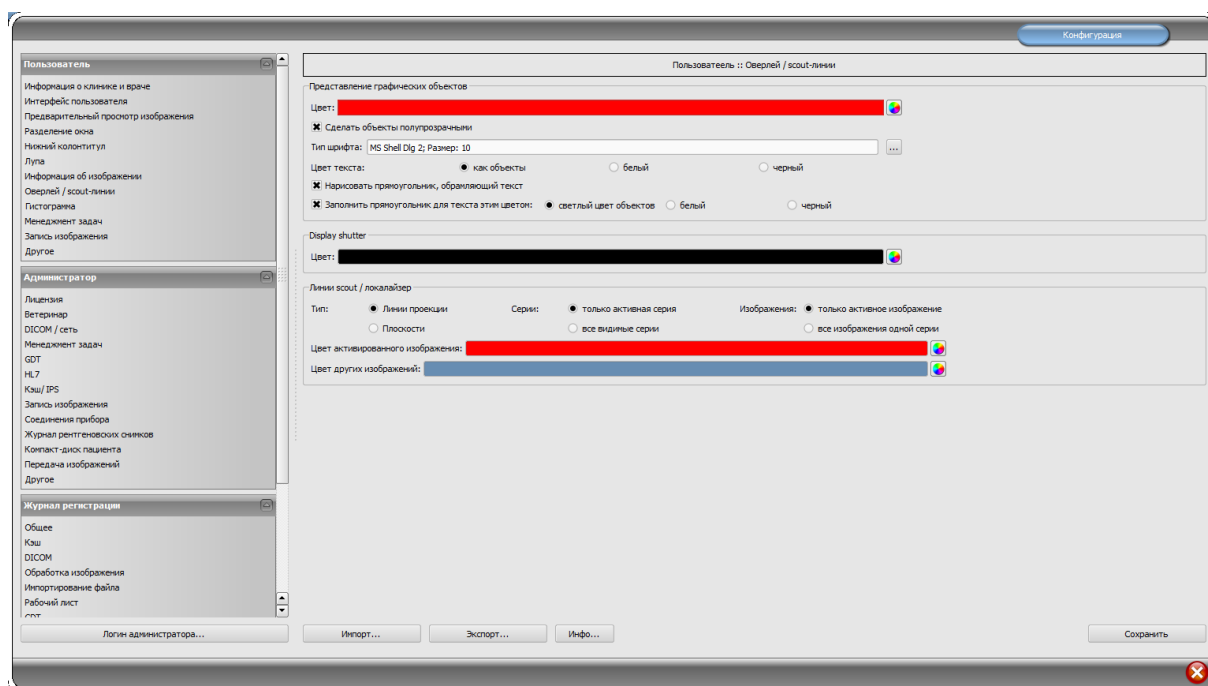 Конфигурация
Пользователь
Информация о клинике и враче
Интерфейс пользователя
Предварительный просмотр изображения
Разделение окна
Нижний колонтитул
Лупа
Информация об изображении
Оверлей / scout-линии
Гистограмма
Менеджмент задач
Запись изображения
Другое
Администратор
Лицензия
Ветеринар
DICOM / сеть
Менеджмент задач
GDT
HL7
Кэш/ IPS
Запись изображения
Соединения прибора
Журнал рентгеновских снимков
Компакт-диск пациента
Передача изображений
Другое
Журнал регистрации
Общее
Кэш
DICOM
Обработка изображения
Импортирование файла
Рабочий лист
GDT
Логин администратора...
Пользоватеель :: Оверлей / scout-линии
Представление графических объектов
Цвет:
Сделать объекты полупрозрачными
Тип шрифта: MS Shell Dlg 2; Размер: 10 ...
Цвет текста: как объекты белый черный
Нарисовать прямоугольник, обрамляющий текст
Заполнить прямоугольник для текста этим цветом: светлый цвет объектов белый черный
Display shutter
Цвет:
Линии scout / локалайзер
Тип: Линии проекции Серии: только активная серия Изображения: только активное изображение
Плоскости все видимые серии все изображения одной серии
Цвет активированного изображения:
Цвет других изображений:
Импорт... Экспорт... Инфо... Сохранить